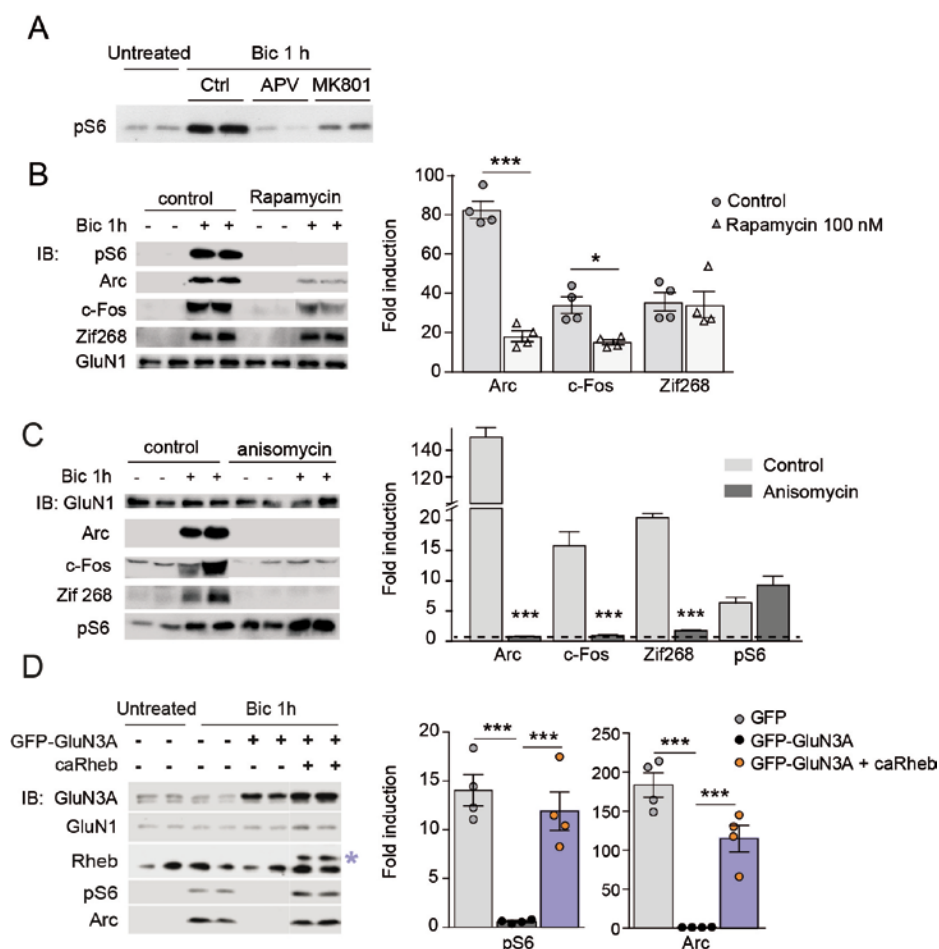 A
Untreated Bic 1 h
Ctrl APV MK801
pS6
B
control Rapamycin
Bic 1h - - + + - - + +
IB: pS6
Arc
c-Fos
Zif268
GluN1
Fold induction
100
80
60
40
20
0
***
*
Control
Rapamycin 100 nM
Arc c-Fos Zif268
C
control anisomycin
Bic 1h - - + + - - + +
IB: GluN1
Arc
c-Fos
Zif 268
pS6
Fold induction
140
120
20
15
10
5
0
*** *** ***
Control
Anisomycin
Arc c-Fos Zif268 pS6
D
Untreated Bic 1h
GFP-GluN3A - - - - + + + +
caRheb - - - - - - + +
IB: GluN3A
GluN1
Rheb *
pS6
Arc
Fold induction
20
15
10
5
0
*** ***
pS6
250
200
150
100
50
0
***
***
Arc
GFP
GFP-GluN3A
GFP-GluN3A + caRheb